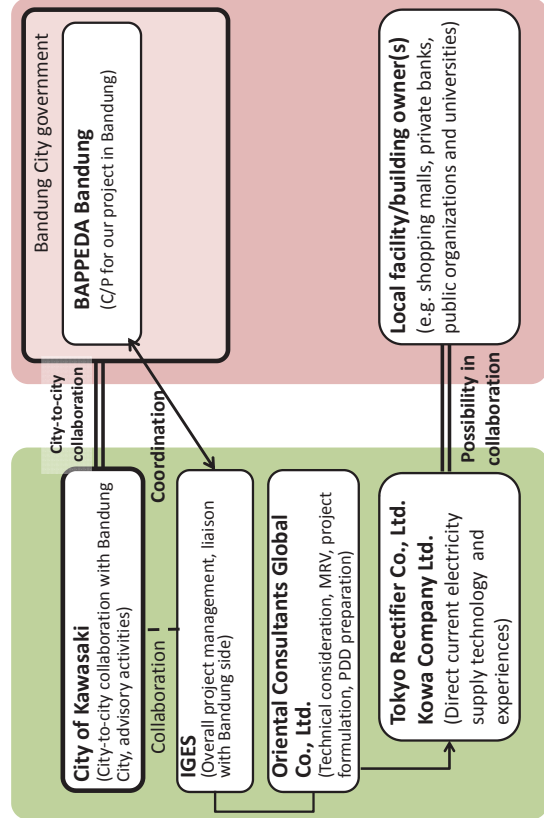 City of Kawasaki
(City-to-city collaboration with Bandung
City, advisory activities)
Collaboration
IGES
(Overall project management, liaison
with Bandung side)
Oriental Consultants Global
Co., Ltd.
(Technical consideration, MRV, project
formulation, PDD preparation)
Tokyo Rectifier Co., Ltd.
Kowa Company Ltd.
(Direct current electricity
supply technology and
experiences)
City-to-city
collaboration
Coordination
Possibility in
collaboration
Bandung City government
BAPPEDA Bandung
(C/P for our project in Bandung)
Local facility/building owner(s)
(e.g. shopping malls, private banks,
public organizations and universities)